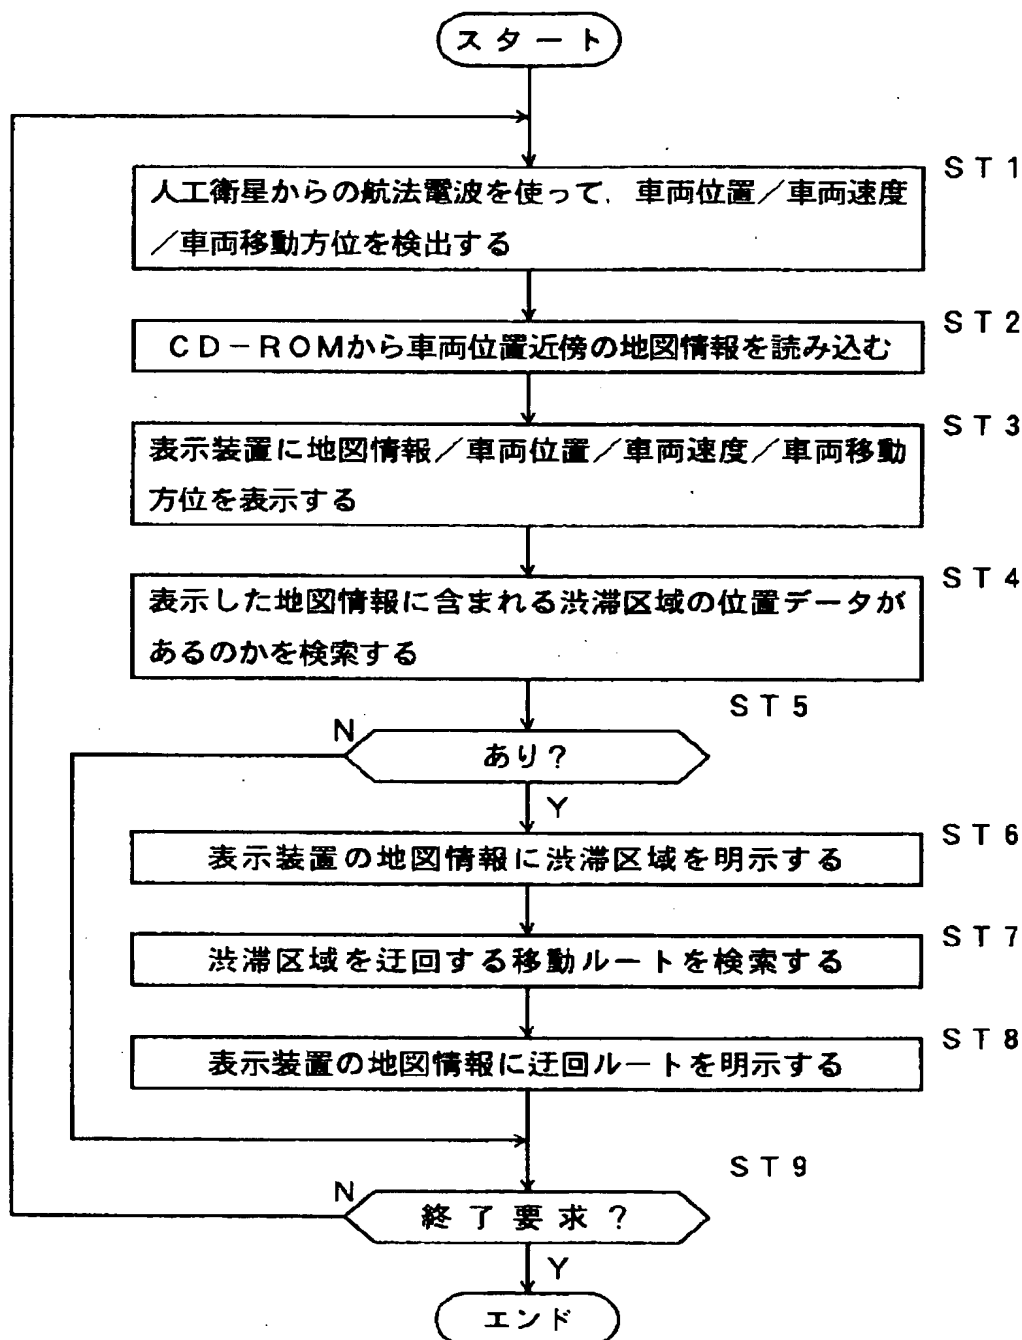 スタート
ST1
人工衛星からの航法電波を使って，車両位置／車両速度
／車両移動方位を検出する
ST2
CD－ROMから車両位置近傍の地図情報を読み込む
ST3
表示装置に地図情報／車両位置／車両速度／車両移動
方位を表示する
ST4
表示した地図情報に含まれる渋滞区域の位置データが
あるのかを検索する
ST5
N
あり？
Y
ST6
表示装置の地図情報に渋滞区域を明示する
ST7
渋滞区域を迂回する移動ルートを検索する
ST8
表示装置の地図情報に迂回ルートを明示する
ST9
N
終了要求？
Y
エンド